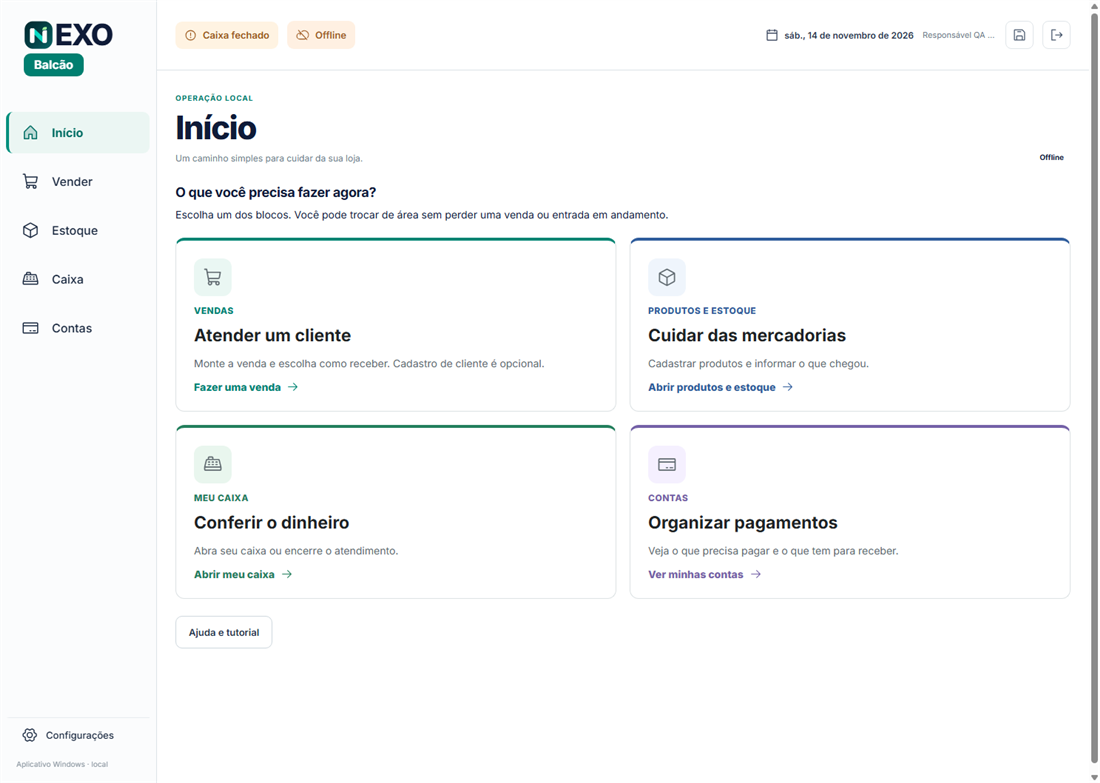 NEXO
Balcão
Início
Vender
Estoque
Caixa
Contas
Configurações
Aplicativo Windows · local
Caixa fechado
Offline
sáb., 14 de novembro de 2026
Responsável QA ...
OPERAÇÃO LOCAL
Início
Um caminho simples para cuidar da sua loja.
Offline
O que você precisa fazer agora?
Escolha um dos blocos. Você pode trocar de área sem perder uma venda ou entrada em andamento.
VENDAS
Atender um cliente
Monte a venda e escolha como receber. Cadastro de cliente é opcional.
Fazer uma venda →
PRODUTOS E ESTOQUE
Cuidar das mercadorias
Cadastrar produtos e informar o que chegou.
Abrir produtos e estoque →
MEU CAIXA
Conferir o dinheiro
Abra seu caixa ou encerre o atendimento.
Abrir meu caixa →
CONTAS
Organizar pagamentos
Veja o que precisa pagar e o que tem para receber.
Ver minhas contas →
Ajuda e tutorial